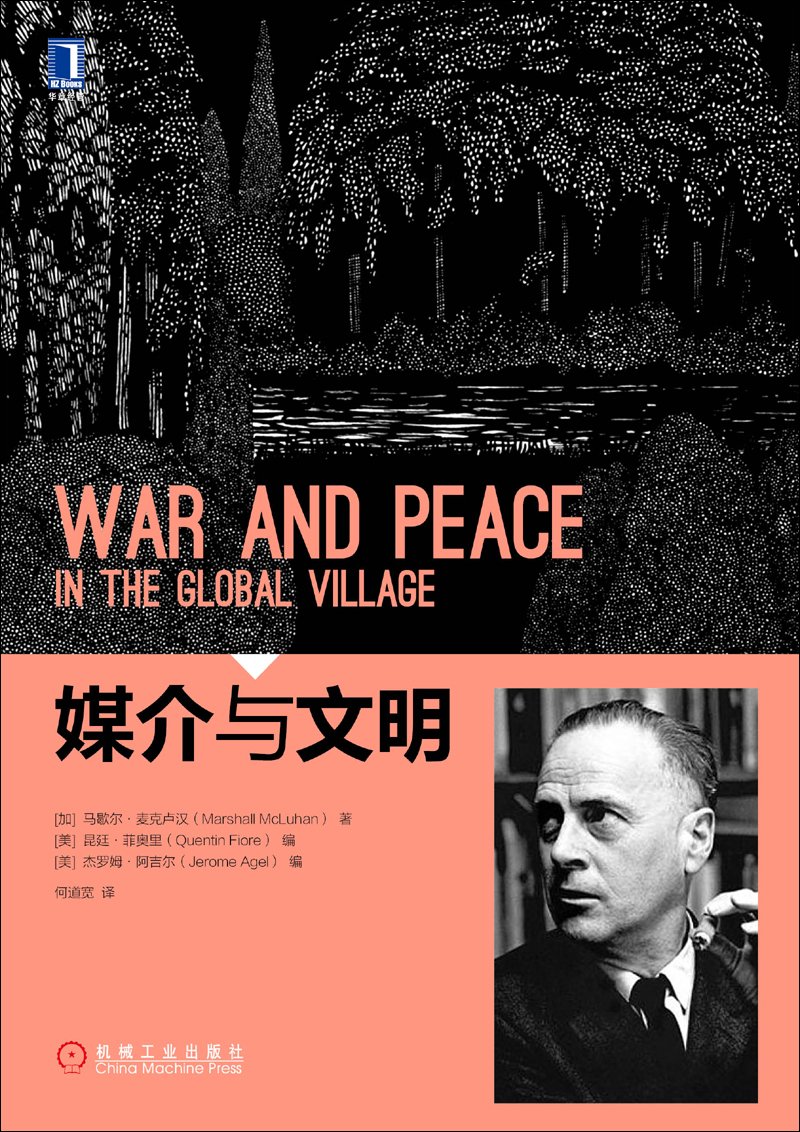 HZ Books
华章经管
WAR AND PEACE
IN THE GLOBAL VILLAGE
媒介与文明
[加] 马歇尔·麦克卢汉（Marshall McLuhan） 著
[美] 昆廷·菲奥里（Quentin Fiore） 编
[美] 杰罗姆·阿吉尔（Jerome Agel） 编
何道宽 译
机械工业出版社
China Machine Press